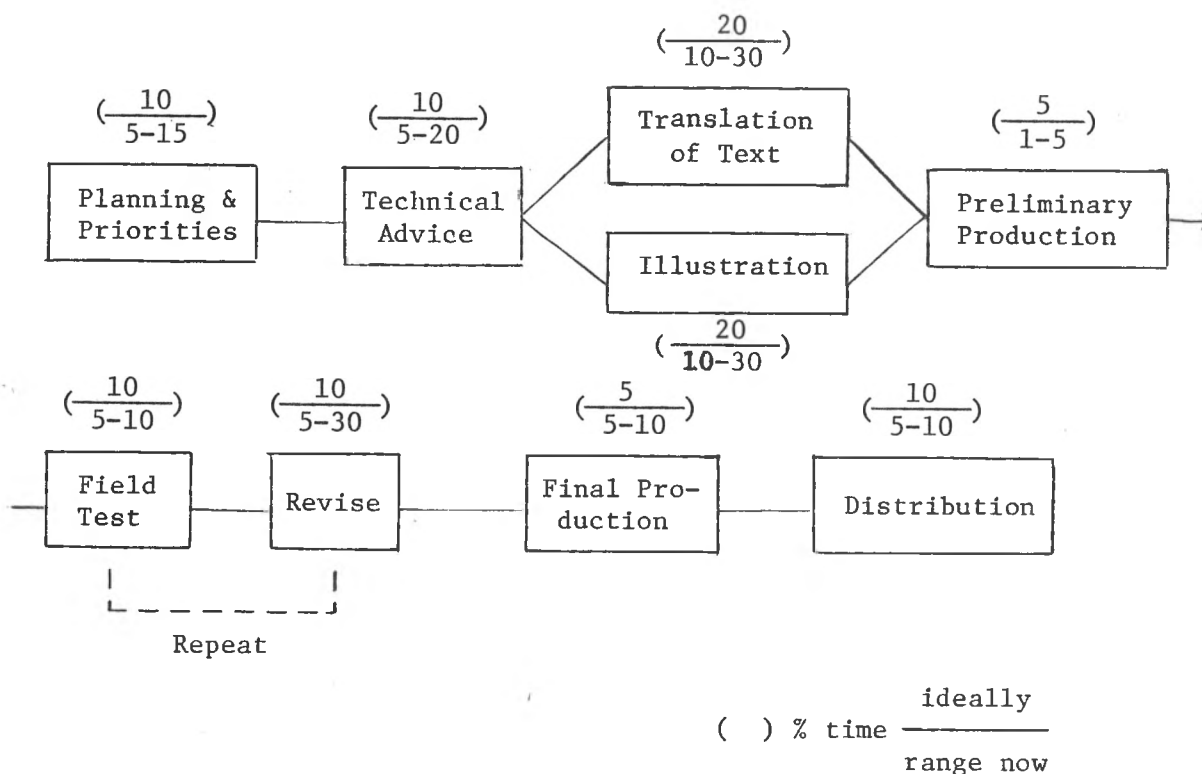 (20/10-30)
(10/5-15)
(10/5-20)
(5/1-5)
Planning &
Priorities
Technical
Advice
Translation
of Text
Illustration
(20/10-30)
Preliminary
Production
(10/5-10)
(10/5-30)
(5/5-10)
(10/5-10)
Field
Test
Revise
Final Pro-
duction
Distribution
Repeat
ideally
( ) % time
range now